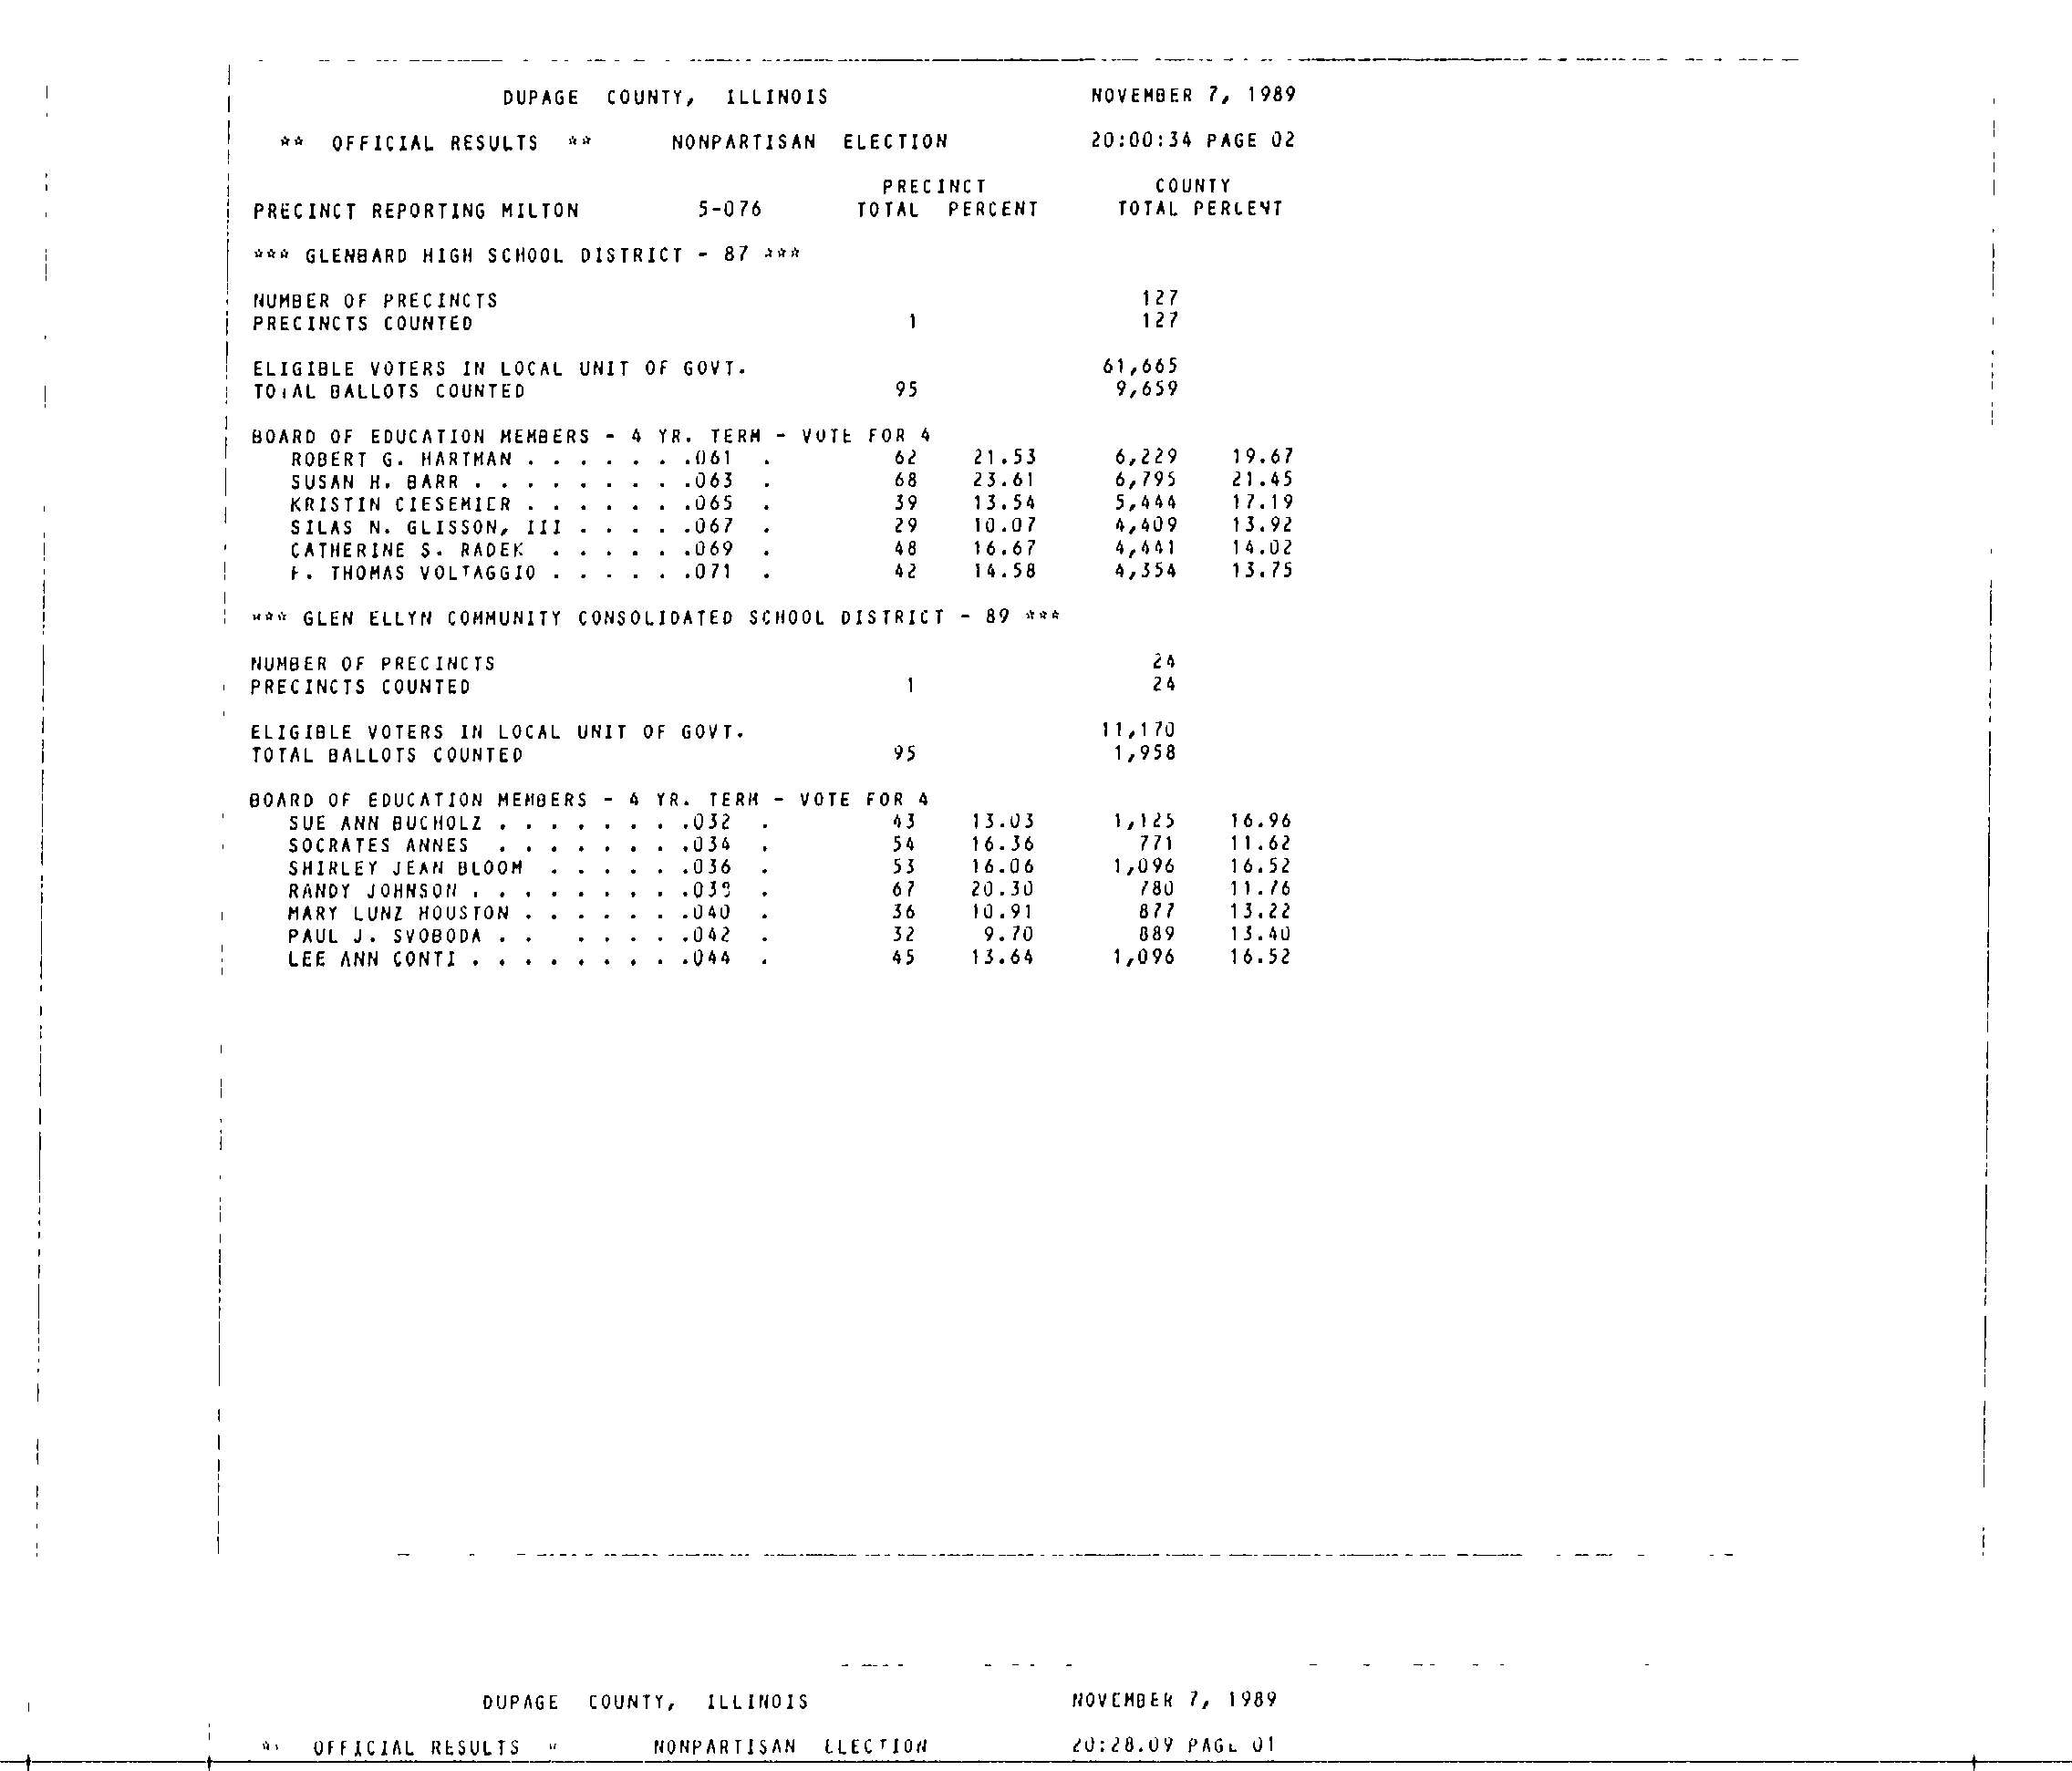 DUPAGE COUNTY, ILLINOIS NOVEMBER 7, 1989
** OFFICIAL RESULTS ** NONPARTISAN ELECTION 20:00:34 PAGE 02
PRECINCT COUNTY
PRECINCT REPORTING MILTON 5-076 TOTAL PERCENT TOTAL PERCENT
*** GLENBARD HIGH SCHOOL DISTRICT - 87 ***
NUMBER OF PRECINCTS 127
PRECINCTS COUNTED 1 127
ELIGIBLE VOTERS IN LOCAL UNIT OF GOVT. 61,665
TOTAL BALLOTS COUNTED 95 9,659
BOARD OF EDUCATION MEMBERS - 4 YR. TERM - VOTE FOR 4
ROBERT G. HARTMAN . . . . . . .061 . 62 21.53 6,229 19.67
SUSAN H. BARR . . . . . . . . .063 . 68 23.61 6,795 21.45
KRISTIN CIESEMIER . . . . . . .065 . 39 13.54 5,444 17.19
SILAS N. GLISSON, III . . . . .067 . 29 10.07 4,409 13.92
CATHERINE S. RADEK . . . . . .069 . 48 16.67 4,441 14.02
THOMAS VOLTAGGIO . . . . . .071 . 42 14.58 4,354 13.75
*** GLEN ELLYN COMMUNITY CONSOLIDATED SCHOOL DISTRICT - 89 ***
NUMBER OF PRECINCTS 24
PRECINCTS COUNTED 1 24
ELIGIBLE VOTERS IN LOCAL UNIT OF GOVT. 11,170
TOTAL BALLOTS COUNTED 95 1,958
BOARD OF EDUCATION MEMBERS - 4 YR. TERM - VOTE FOR 4
SUE ANN BUCHOLZ . . . . . . . .032 . 43 13.03 1,125 16.96
SOCRATES ANNES . . . . . . . .034 . 54 16.36 771 11.62
SHIRLEY JEAN BLOOM . . . . . .036 . 53 16.06 1,096 16.52
RANDY JOHNSON . . . . . . . . .038 . 67 20.30 780 11.76
MARY LUNZ HOUSTON . . . . . . .040 . 36 10.91 877 13.22
PAUL J. SVOBODA . . . . . . .042 . 32 9.70 889 13.40
LEE ANN CONTI . . . . . . . . .044 . 45 13.64 1,096 16.52
DUPAGE COUNTY, ILLINOIS NOVEMBER 7, 1989
OFFICIAL RESULTS NONPARTISAN ELECTION 20:28.09 PAGE 01